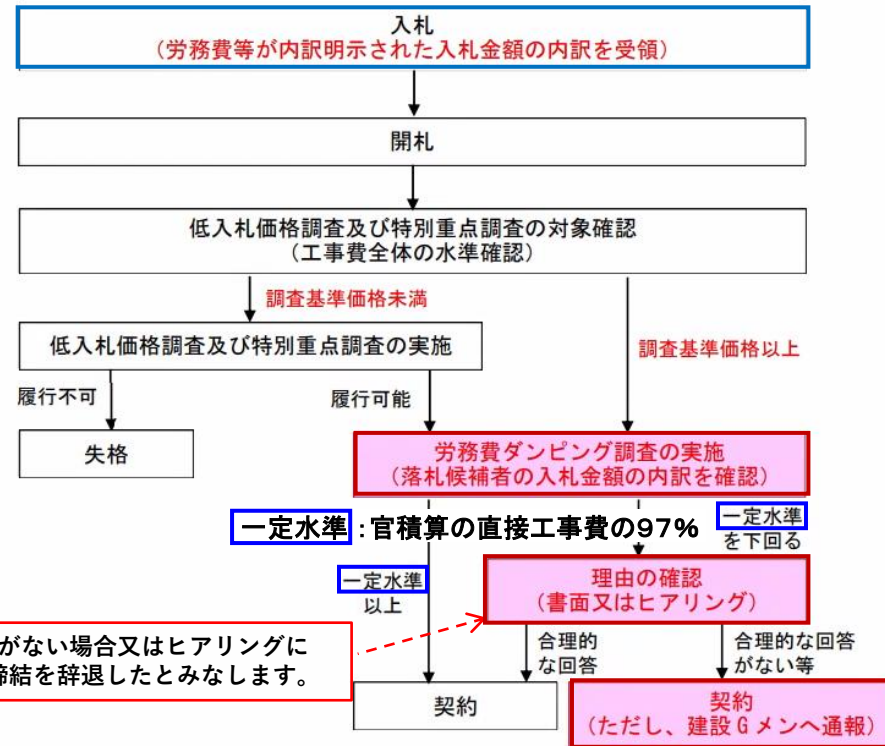 入札
（労務費等が内訳明示された入札金額の内訳を受領）
開札
低入札価格調査及び特別重点調査の対象確認
（工事費全体の水準確認）
調査基準価格未満
低入札価格調査及び特別重点調査の実施
調査基準価格以上
履行不可
履行可能
失格
労務費ダンピング調査の実施
（落札候補者の入札金額の内訳を確認）
一定水準：官積算の直接工事費の97％
一定水準
を下回る
一定水準
以上
理由の確認
（書面又はヒアリング）
がない場合又はヒアリングに
締結を辞退したとみなします。
合理的
な回答
合理的な回答
がない等
契約
契約
（ただし、建設Gメンへ通報）